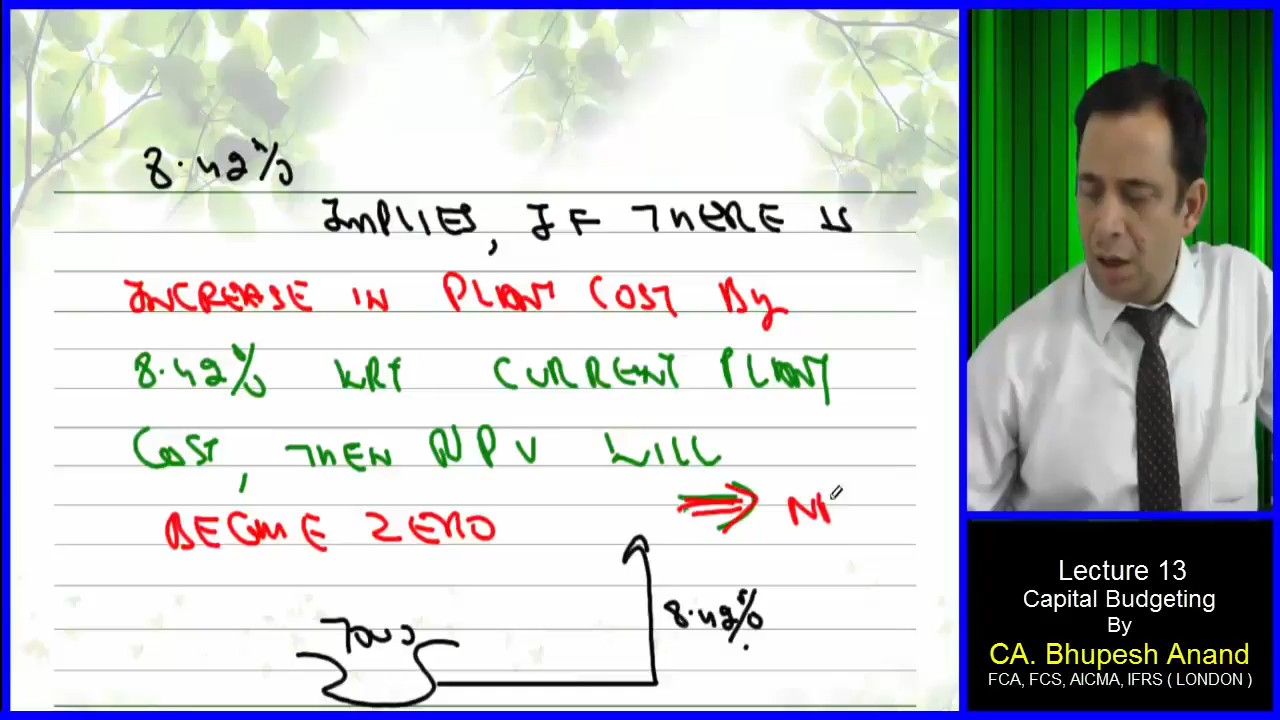 8.42%
IMPLIES, IF THERE IS
INCREASE IN PLANT COST By
8.42% WRT CURRENT PLANT
COST, THEN NPV WILL
BECOME ZERO
7000
8.42%
Lecture 13
Capital Budgeting
By
CA. Bhupesh Anand
FCA, FCS, AICMA, IFRS ( LONDON )